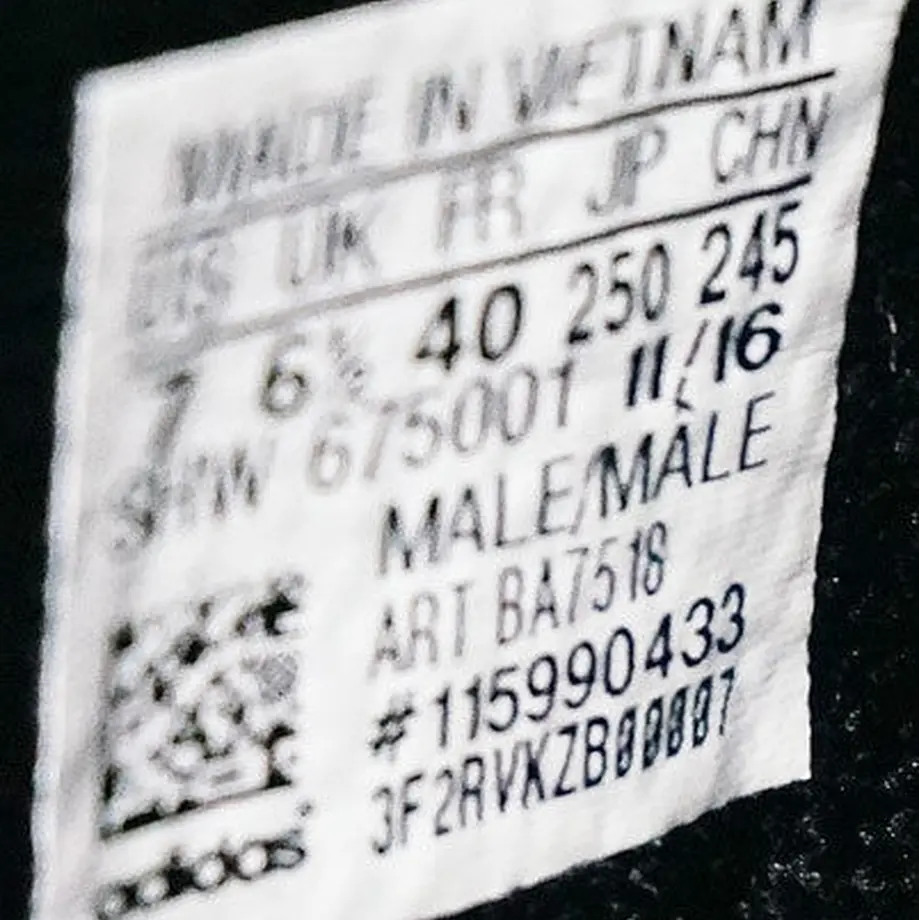 MADE IN VIETNAM
US UK FR JP CHN
7 6½ 40 250 245
675001 11/16
MALE/MÂLE
ART BA7518
#115990433
3F2RVKZB00007
adidas